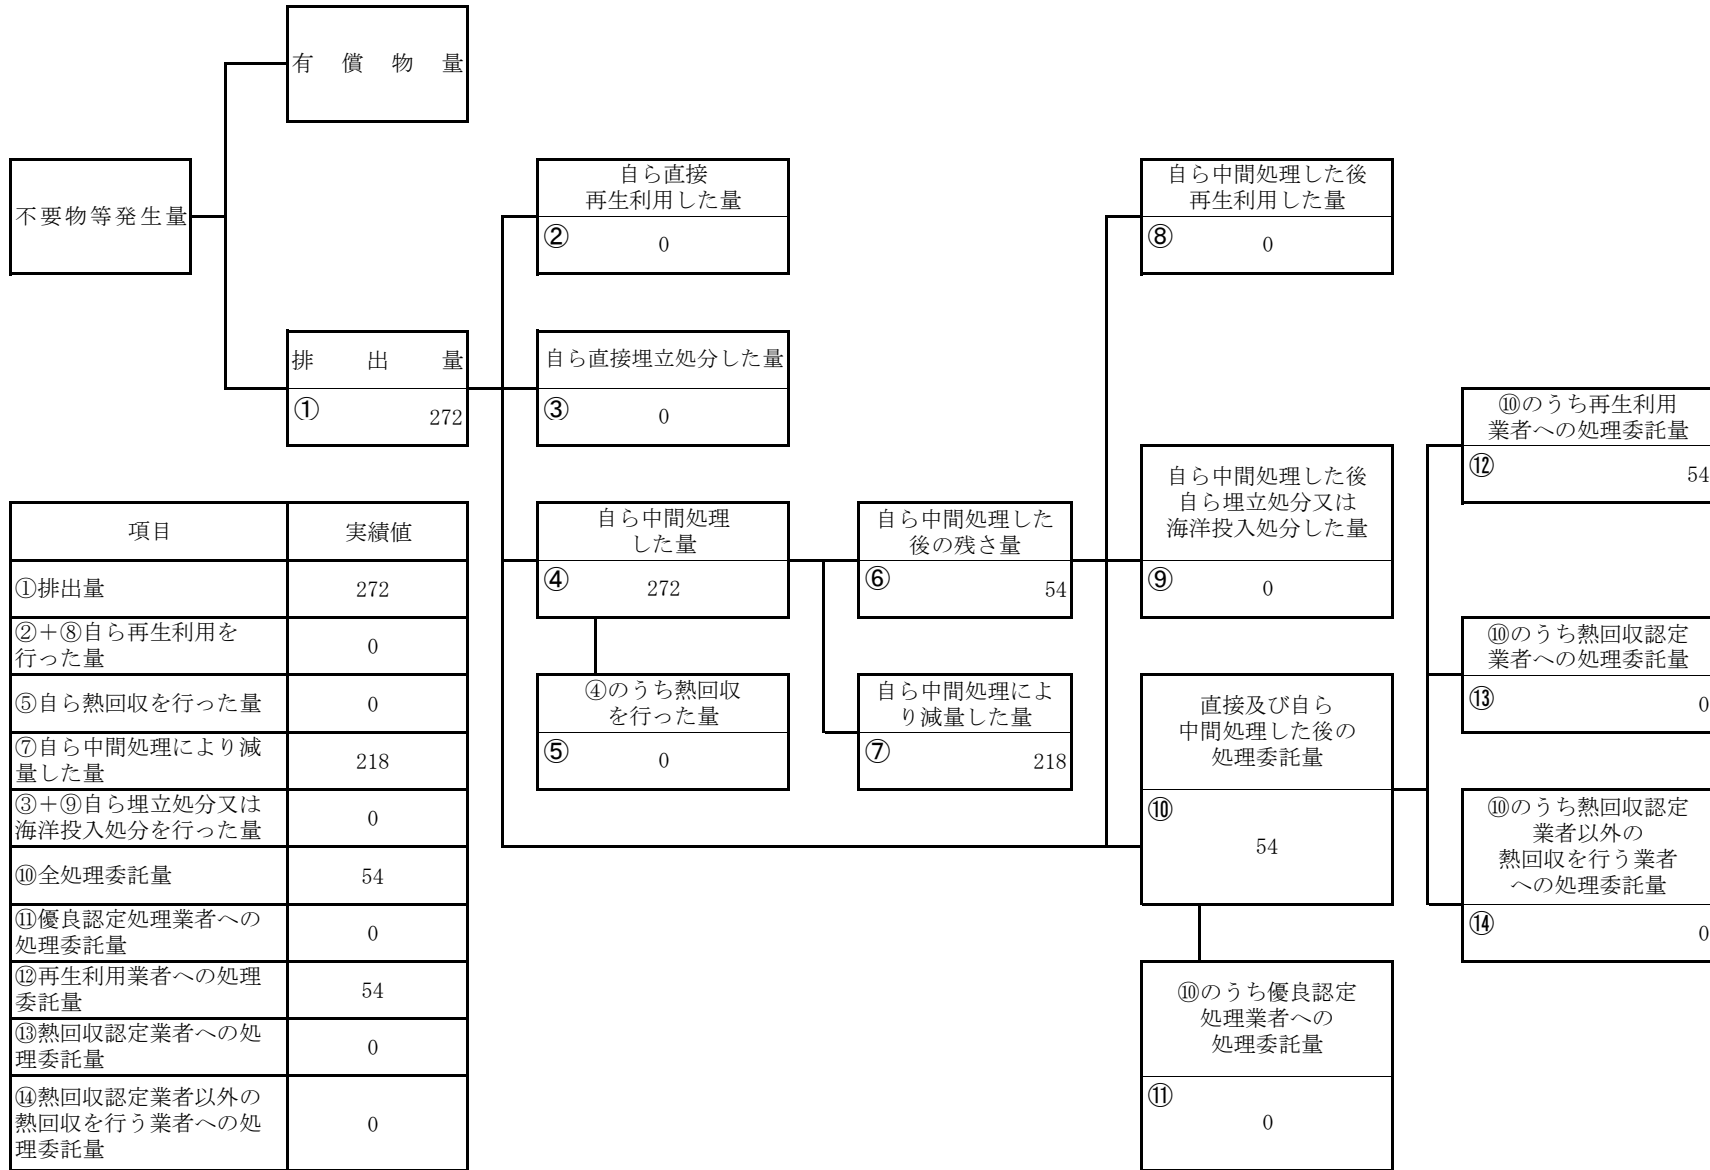 有償物量
不要物等発生量
排出量
①
272
自ら直接
再生利用した量
②
0
自ら直接埋立処分した量
③
0
自ら中間処理
した量
④
272
④のうち熱回収
を行った量
⑤
0
自ら中間処理した
後の残さ量
⑥
54
自ら中間処理によ
り減量した量
⑦
218
自ら中間処理した後
再生利用した量
⑧
0
自ら中間処理した後
自ら埋立処分又は
海洋投入処分した量
⑨
0
直接及び自ら
中間処理した後の
処理委託量
⑩
54
⑩のうち優良認定
処理業者への
処理委託量
⑪
0
⑩のうち再生利用
業者への処理委託量
⑫
54
⑩のうち熱回収認定
業者への処理委託量
⑬
0
⑩のうち熱回収認定
業者以外の
熱回収を行う業者
への処理委託量
⑭
0
項目 実績値
①排出量 272
②＋⑧自ら再生利用を
行った量 0
⑤自ら熱回収を行った量 0
⑦自ら中間処理により減
量した量 218
③＋⑨自ら埋立処分又は
海洋投入処分を行った量 0
⑩全処理委託量 54
⑪優良認定処理業者への
処理委託量 0
⑫再生利用業者への処理
委託量 54
⑬熱回収認定業者への処
理委託量 0
⑭熱回収認定業者以外の
熱回収を行う業者への処
理委託量 0